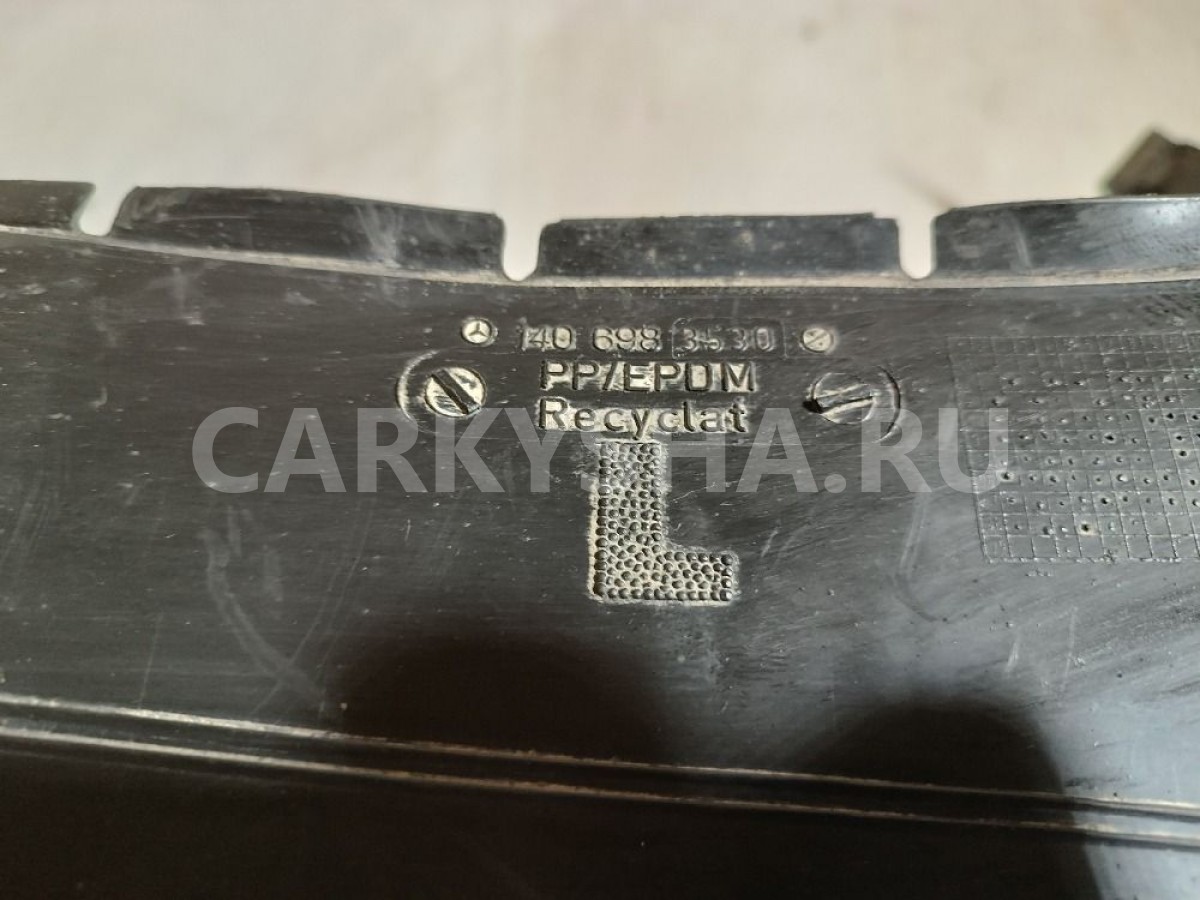 140 698 3530
PP/EPDM
Recyclat
CARKYSHA.RU
L